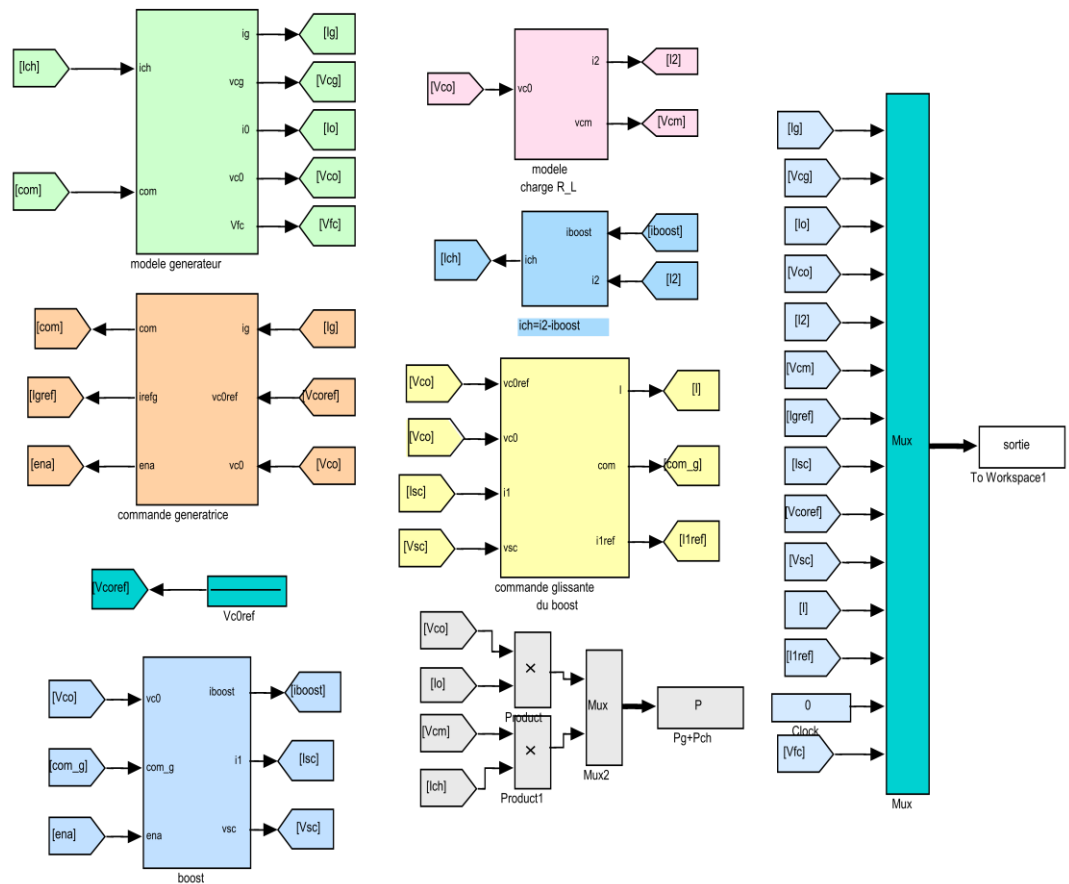 [Ich]
[com]
ich
com
ig
vcg
i0
vc0
Vfc
[Ig]
[Vcg]
[Io]
[Vco]
[Vfc]
modele generateur
[com]
[Igref]
[ena]
com
irefg
ena
ig
vc0ref
vc0
[Ig]
[Vcoref]
[Vco]
commande generatrice
[Vcoref]
Vc0ref
[Vco]
[com_g]
[ena]
vc0
com_g
ena
iboost
i1
vsc
[iboost]
[Isc]
[Vsc]
boost
[Vco]
vc0
i2
vcm
[I2]
[Vcm]
modele
charge R_L
[Ich]
ich
iboost
i2
[iboost]
[I2]
ich=i2-iboost
[Vco]
[Vco]
[Isc]
[Vsc]
vc0ref
vc0
i1
vsc
I
com
i1ref
[I]
[com_g]
[I1ref]
commande glissante
du boost
[Vco]
[Io]
[Vcm]
[Ich]
×
Product
×
Product1
Mux
Mux2
P
Pg+Pch
[Ig]
[Vcg]
[Io]
[Vco]
[I2]
[Vcm]
[Igref]
[Isc]
[Vcoref]
[Vsc]
[I]
[I1ref]
0
Clock
[Vfc]
Mux
Mux
sortie
To Workspace1